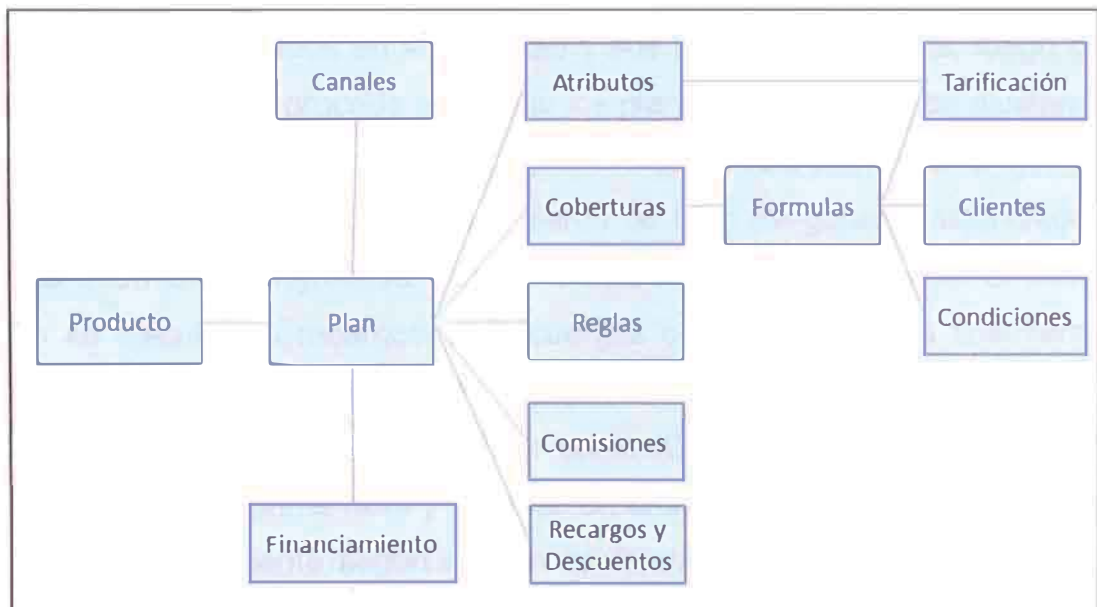 Canales
Atributos
Tarificación
Coberturas
Formulas
Clientes
Producto
Plan
Reglas
Condiciones
Comisiones
Financiamiento
Recargos y
Descuentos